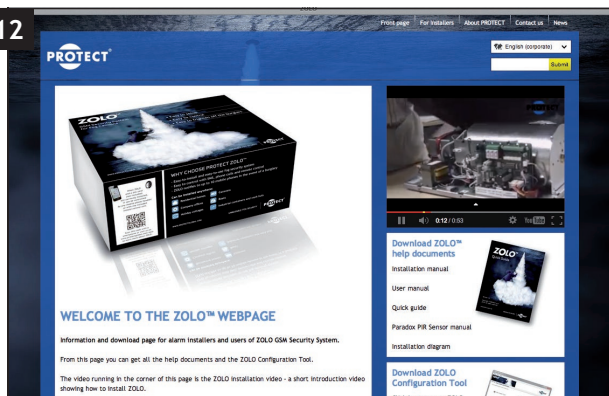 12
Front page For installers About PROTECT Contact us News
PROTECT
English (corporate)
Submit
ZOLO™
WHY CHOOSE PROTECT ZOLO™
0:12 / 0:53
YouTube
WELCOME TO THE ZOLO™ WEBPAGE
Information and download page for alarm installers and users of ZOLO GSM Security System.
From this page you can get all the help documents and the ZOLO Configuration Tool.
The video running in the corner of this page is the ZOLO installation video - a short introduction video
showing how to install ZOLO.
Download ZOLO™
help documents
Installation manual
User manual
Quick guide
Paradox PIR Sensor manual
Installation diagram
ZOLO
Quick Guide
Download ZOLO
Configuration Tool